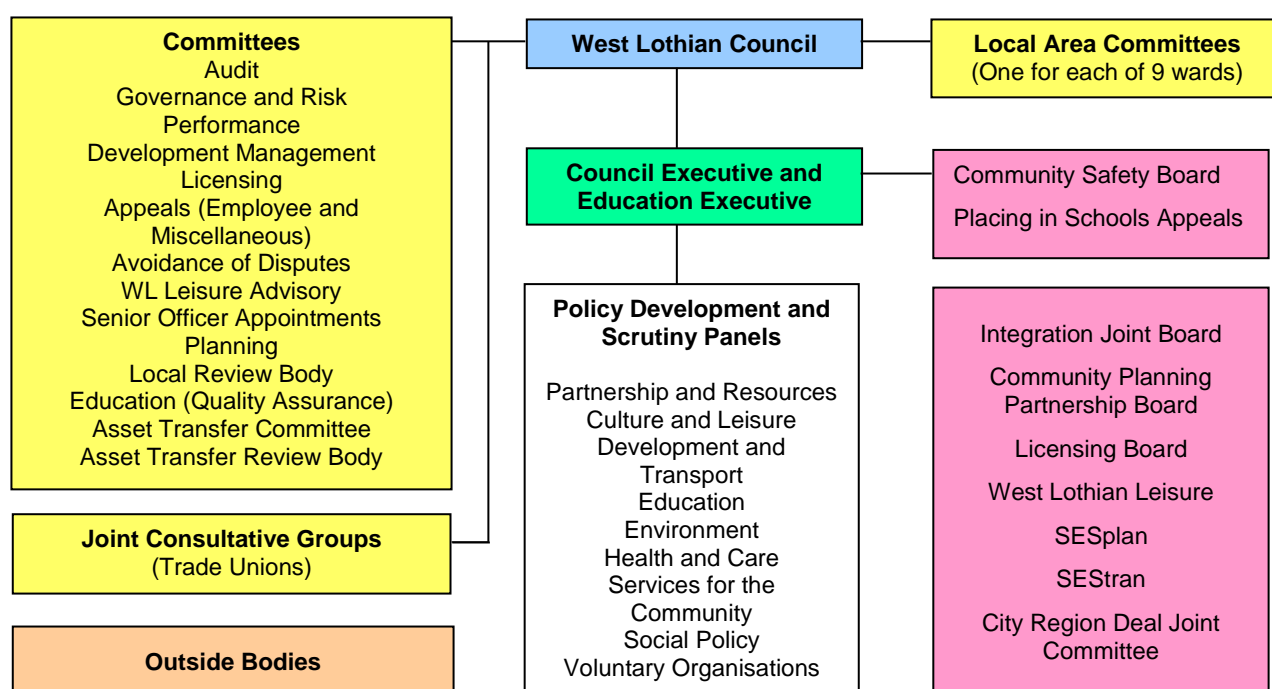 Committees
Audit
Governance and Risk
Performance
Development Management
Licensing
Appeals (Employee and
Miscellaneous)
Avoidance of Disputes
WL Leisure Advisory
Senior Officer Appointments
Planning
Local Review Body
Education (Quality Assurance)
Asset Transfer Committee
Asset Transfer Review Body
Joint Consultative Groups
(Trade Unions)
Outside Bodies
West Lothian Council
Council Executive and
Education Executive
Policy Development and
Scrutiny Panels
Partnership and Resources
Culture and Leisure
Development and
Transport
Education
Environment
Health and Care
Services for the
Community
Social Policy
Voluntary Organisations
Local Area Committees
(One for each of 9 wards)
Community Safety Board
Placing in Schools Appeals
Integration Joint Board
Community Planning
Partnership Board
Licensing Board
West Lothian Leisure
SESplan
SEStran
City Region Deal Joint
Committee